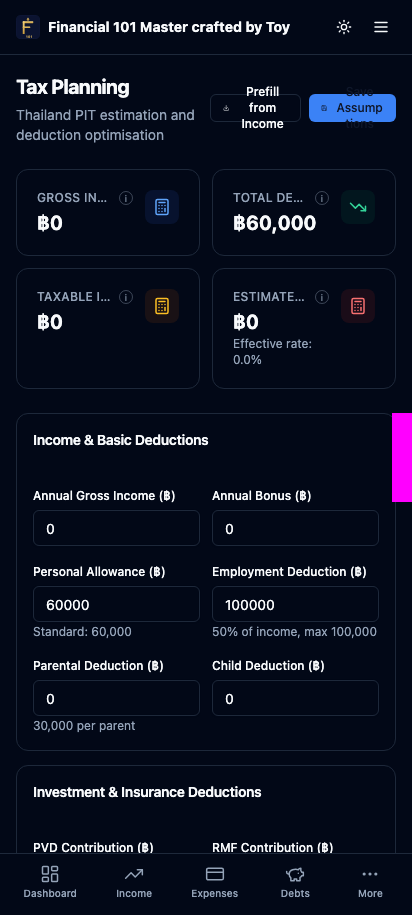 Financial 101 Master crafted by Toy
Tax Planning
Thailand PIT estimation and
deduction optimisation
Prefill
from
Income
Save
Assump
tions
GROSS IN...
฿0
TOTAL DE...
฿60,000
TAXABLE I...
฿0
ESTIMATE...
฿0
Effective rate:
0.0%
Income & Basic Deductions
Annual Gross Income (฿)
Annual Bonus (฿)
0
0
Personal Allowance (฿)
Employment Deduction (฿)
60000
100000
Standard: 60,000
50% of income, max 100,000
Parental Deduction (฿)
Child Deduction (฿)
0
0
30,000 per parent
Investment & Insurance Deductions
PVD Contribution (฿)
RMF Contribution (฿)
Dashboard
Income
Expenses
Debts
More